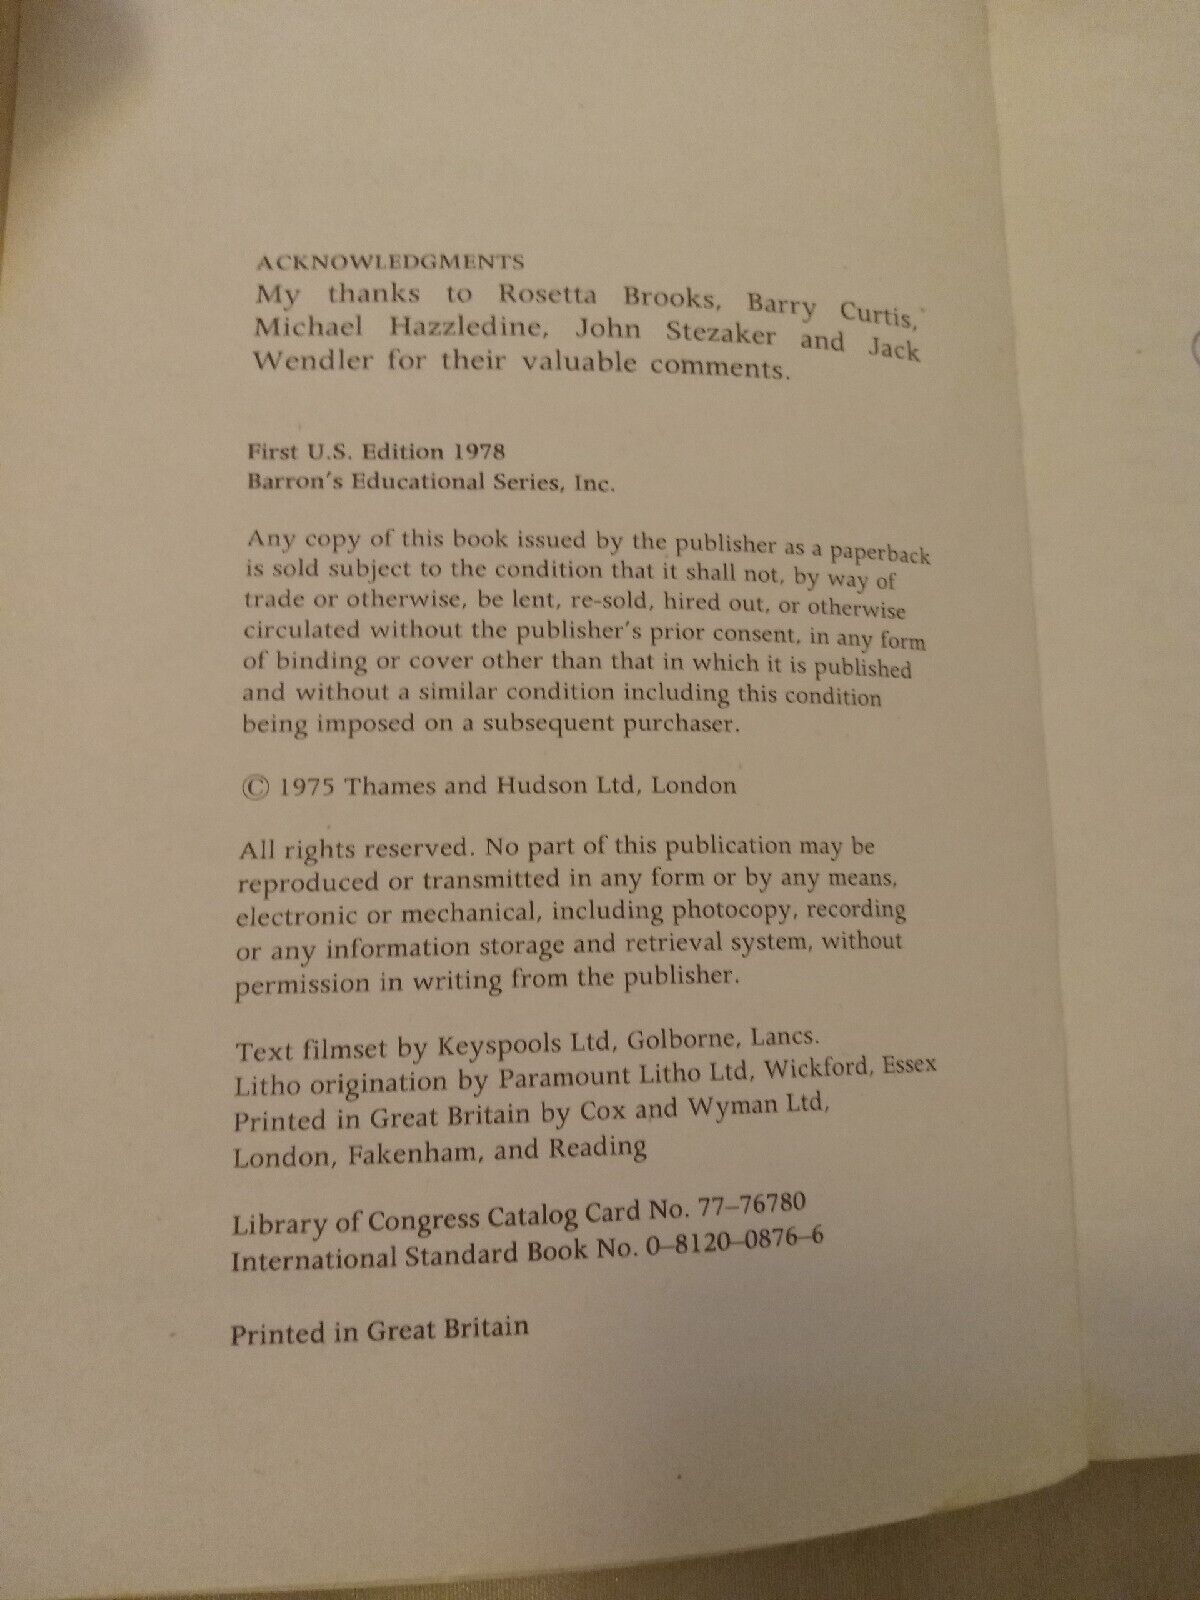 ACKNOWLEDGMENTS
My thanks to Rosetta Brooks, Barry Curtis,
Michael Hazzledine, John Stezaker and Jack
Wendler for their valuable comments.
First U.S. Edition 1978
Barron's Educational Series, Inc.
Any copy of this book issued by the publisher as a paperback
is sold subject to the condition that it shall not, by way of
trade or otherwise, be lent, re-sold, hired out, or otherwise
circulated without the publisher's prior consent, in any form
of binding or cover other than that in which it is published
and without a similar condition including this condition
being imposed on a subsequent purchaser.
© 1975 Thames and Hudson Ltd, London
All rights reserved. No part of this publication may be
reproduced or transmitted in any form or by any means,
electronic or mechanical, including photocopy, recording
or any information storage and retrieval system, without
permission in writing from the publisher.
Text filmset by Keyspools Ltd, Golborne, Lancs.
Litho origination by Paramount Litho Ltd, Wickford, Essex
Printed in Great Britain by Cox and Wyman Ltd,
London, Fakenham, and Reading
Library of Congress Catalog Card No. 77–76780
International Standard Book No. 0–8120–0876–6
Printed in Great Britain